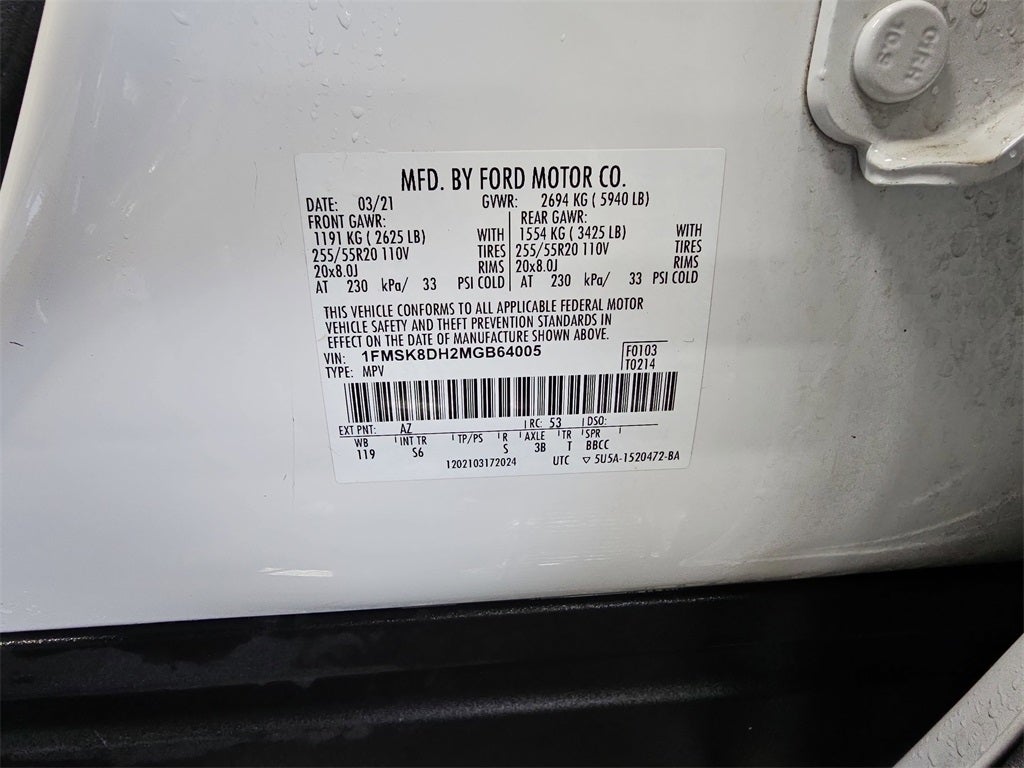 CTRH
10.9
MFD. BY FORD MOTOR CO.
DATE: 03/21 GVWR: 2694 KG ( 5940 LB)
FRONT GAWR: REAR GAWR:
1191 KG ( 2625 LB) WITH 1554 KG ( 3425 LB) WITH
255/55R20 110V TIRES 255/55R20 110V TIRES
20x8.0J RIMS 20x8.0J RIMS
AT 230 kPa/ 33 PSI COLD AT 230 kPa/ 33 PSI COLD
THIS VEHICLE CONFORMS TO ALL APPLICABLE FEDERAL MOTOR
VEHICLE SAFETY AND THEFT PREVENTION STANDARDS IN
EFFECT ON THE DATE OF MANUFACTURE SHOWN ABOVE.
VIN: 1FMSK8DH2MGB64005 F0103
TYPE: MPV T0214
EXT PNT: AZ RC: 53 DSO:
WB INT TR TP/PS R AXLE TR SPR
119 S6 S 3B T BBCC
1202103172024 UTC ▽ 5U5A-1520472-BA